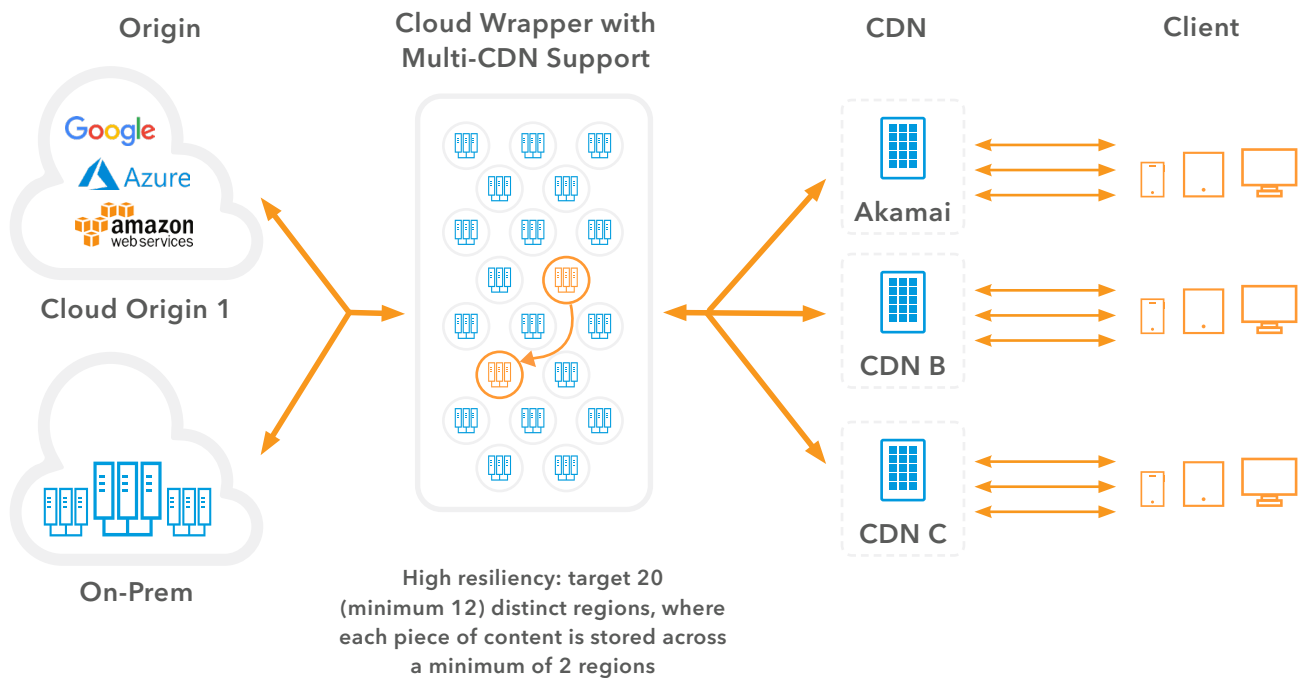 Origin
Cloud Wrapper with
Multi-CDN Support
CDN
Client
Google
Azure
amazon
webservices
Cloud Origin 1
On-Prem
Akamai
CDN B
CDN C
High resiliency: target 20
(minimum 12) distinct regions, where
each piece of content is stored across
a minimum of 2 regions